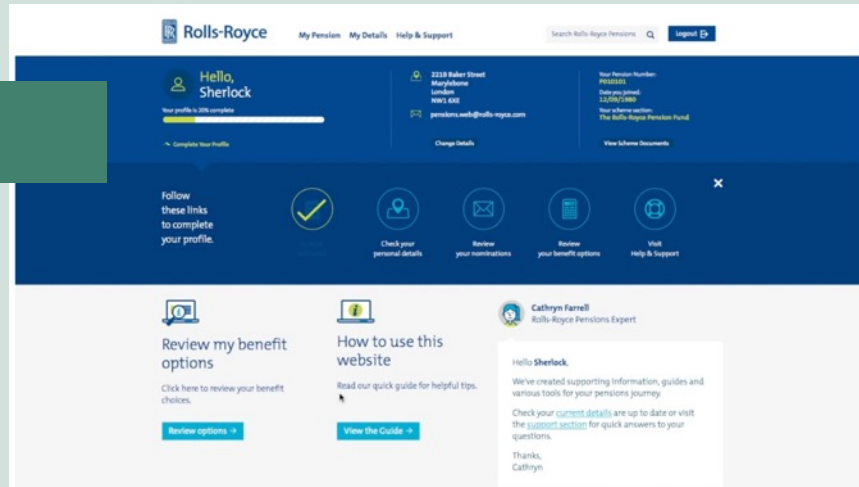 Rolls-Royce
My Pension My Details Help & Support
Search Rolls-Royce Pensions
Logout
Hello,
Sherlock
Your profile is 20% complete
Complete Your Profile
221B Baker Street
Marylebone
London
NW1 6XE
pensions.web@rolls-royce.com
Change Details
Your Pension Number:
P010101
Date you joined:
12/09/1980
Your scheme section:
The Rolls-Royce Pension Fund
View Scheme Documents
Follow
these links
to complete
your profile.
Check your
personal details
Review
your nominations
Review
your benefit options
Visit
Help & Support
Review my benefit
options
Click here to review your benefit
choices.
Review options
How to use this
website
Read our quick guide for helpful tips.
View the Guide
Cathryn Farrell
Rolls-Royce Pensions Expert
Hello Sherlock,
We've created supporting information, guides and
various tools for your pensions journey.
Check your current details are up to date or visit
the support section for quick answers to your
questions.
Thanks,
Cathryn